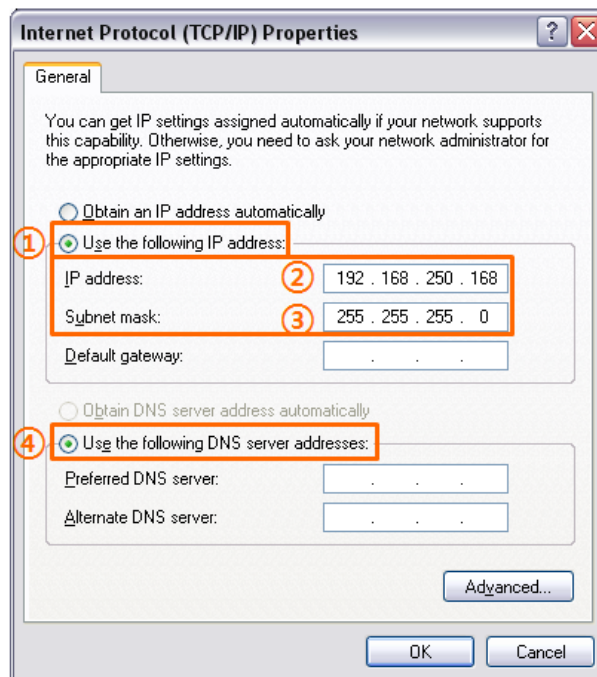 Internet Protocol (TCP/IP) Properties
General
You can get IP settings assigned automatically if your network supports
this capability. Otherwise, you need to ask your network administrator for
the appropriate IP settings.
Obtain an IP address automatically
① Use the following IP address:
IP address: ② 192 . 168 . 250 . 168
Subnet mask: ③ 255 . 255 . 255 . 0
Default gateway: . . .
Obtain DNS server address automatically
④ Use the following DNS server addresses:
Preferred DNS server: . . .
Alternate DNS server: . . .
Advanced...
OK Cancel